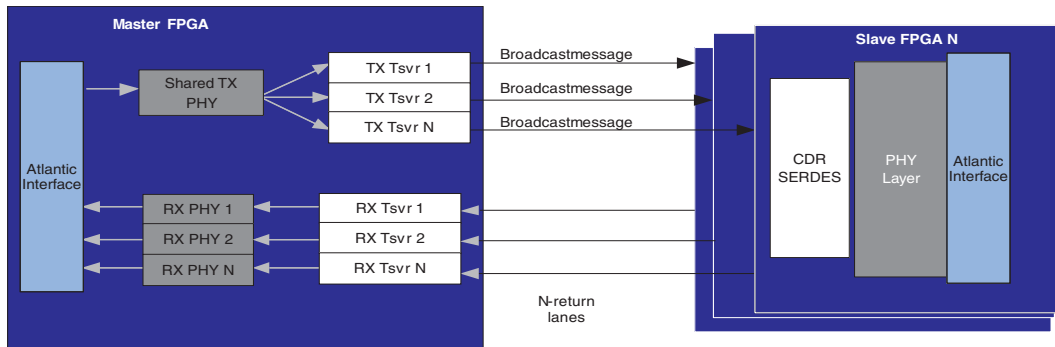 Master FPGA
Slave FPGA N
Atlantic
Interface
Shared TX
PHY
TX Tsvr 1
TX Tsvr 2
TX Tsvr N
Broadcastmessage
Broadcastmessage
Broadcastmessage
RX PHY 1
RX PHY 2
RX PHY N
RX Tsvr 1
RX Tsvr 2
RX Tsvr N
N-return
lanes
CDR
SERDES
PHY
Layer
Atlantic
Interface